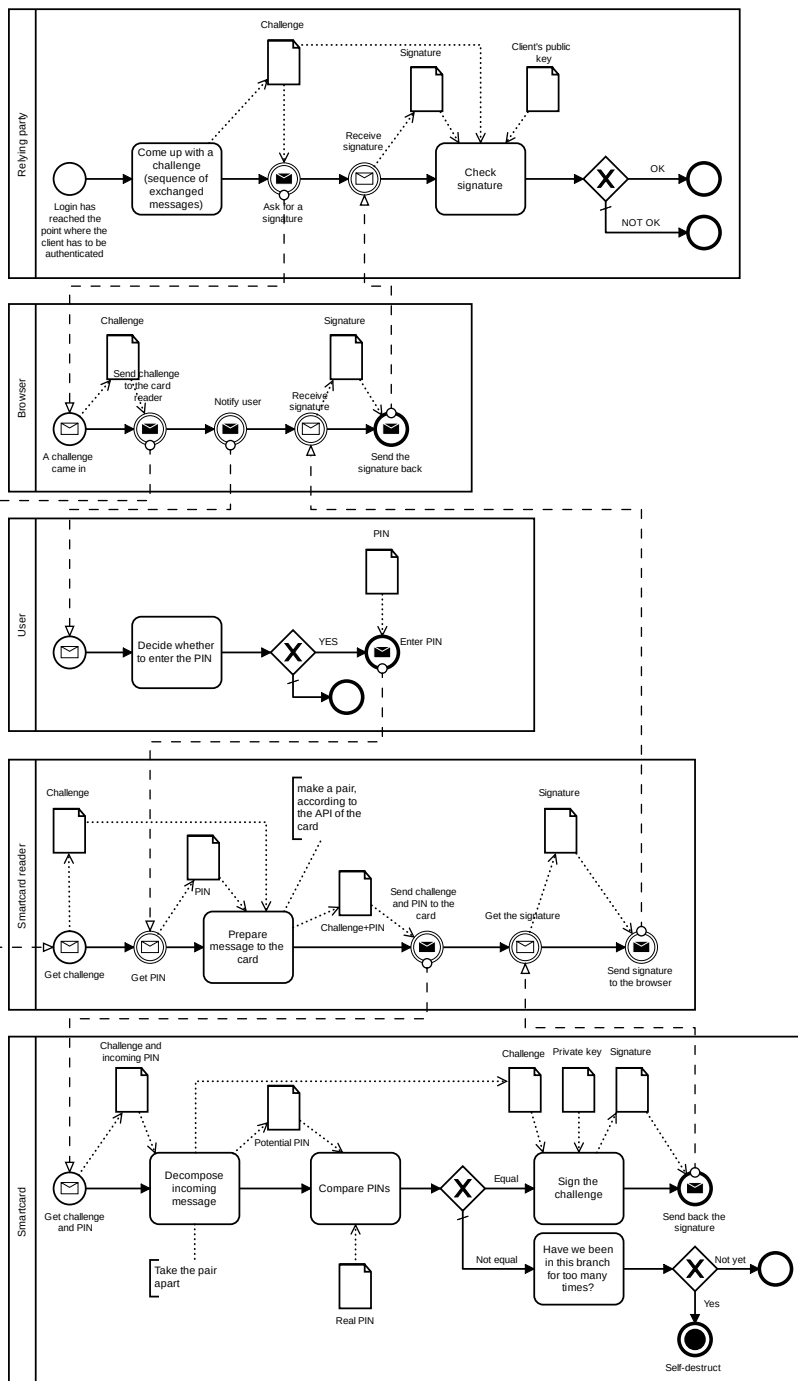 Relying party
Challenge
Signature
Client's public
key
Receive
signature
Come up with a
challenge
(sequence of
exchanged
messages)
Check
signature
OK
NOT OK
Login has
reached the
point where the
client has to be
authenticated
Ask for a
signature
Browser
Challenge
Signature
Send challenge
to the card
reader
Notify user
Receive
signature
A challenge
came in
Send the
signature back
User
PIN
Decide whether
to enter the PIN
YES
Enter PIN
Smartcard reader
Challenge
make a pair,
according to
the API of the
card
Signature
PIN
Challenge+PIN
Send challenge
and PIN to the
card
Get the signature
Prepare
message to the
card
Get challenge
Get PIN
Send signature
to the browser
Smartcard
Challenge and
incoming PIN
Challenge
Private key
Signature
Potential PIN
Decompose
incoming
message
Compare PINs
Equal
Sign the
challenge
Get challenge
and PIN
Send back the
signature
Take the pair
apart
Real PIN
Not equal
Have we been
in this branch
for too many
times?
Not yet
Yes
Self-destruct